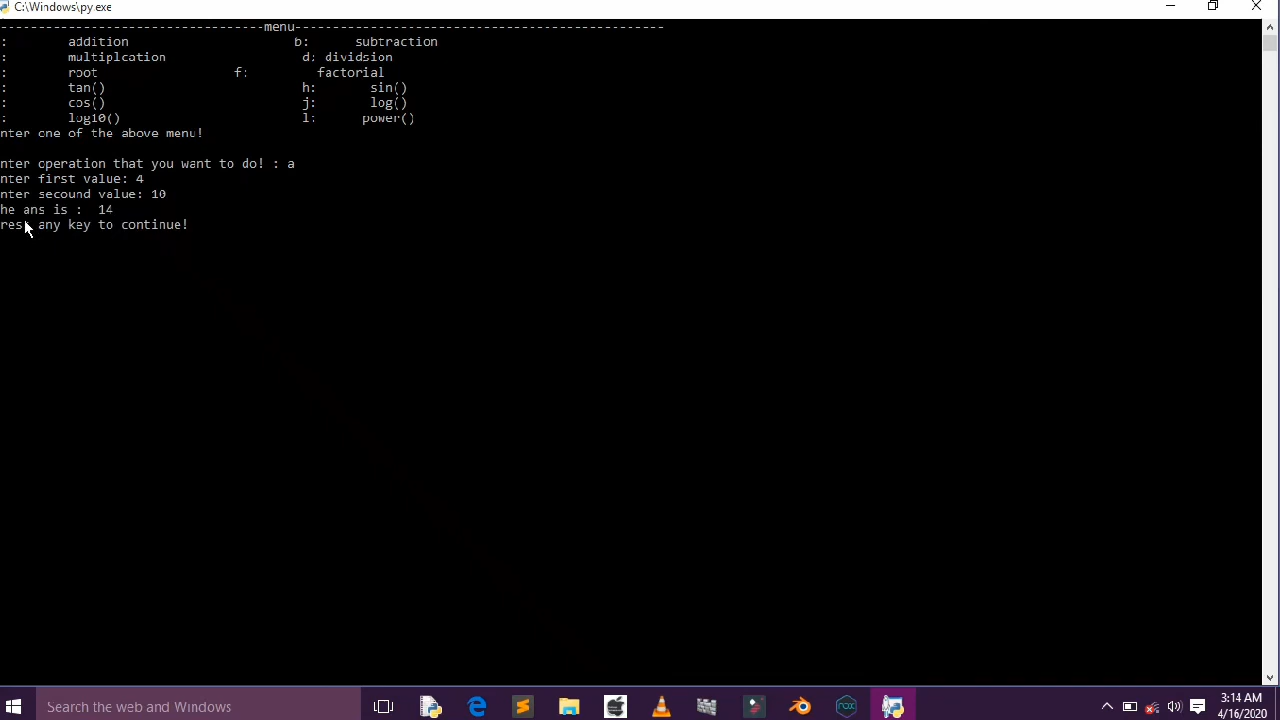 C:\Windows\py.exe
-----------------------------------menu-------------------------------------------------
: addition b: subtraction
: multiplcation d: dividsion
: root f: factorial
: tan() h: sin()
: cos() j: log()
: log10() l: power()
nter one of the above menu!
nter operation that you want to do! : a
nter first value: 4
nter secound value: 10
he ans is : 14
ress any key to continue!
Search the web and Windows
nox
3:14 AM
4/16/2020